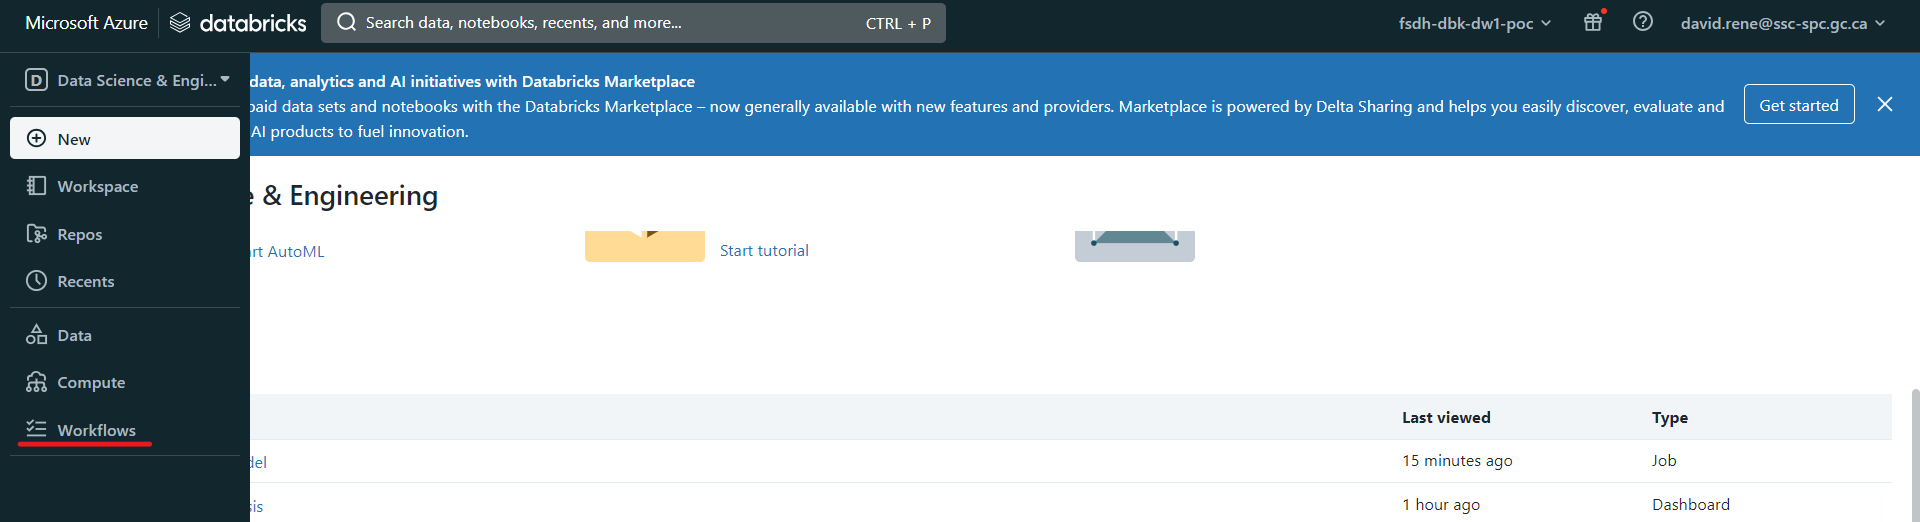 Microsoft Azure databricks Search data, notebooks, recents, and more... CTRL + P fsdh-dbk-dw1-poc david.rene@ssc-spc.gc.ca
D Data Science & Engi...
data, analytics and AI initiatives with Databricks Marketplace
paid data sets and notebooks with the Databricks Marketplace – now generally available with new features and providers. Marketplace is powered by Delta Sharing and helps you easily discover, evaluate and
AI products to fuel innovation.
Get started
New
Workspace
Repos
Recents
Data
Compute
Workflows
e & Engineering
art AutoML
Start tutorial
Last viewed Type
del 15 minutes ago Job
sis 1 hour ago Dashboard